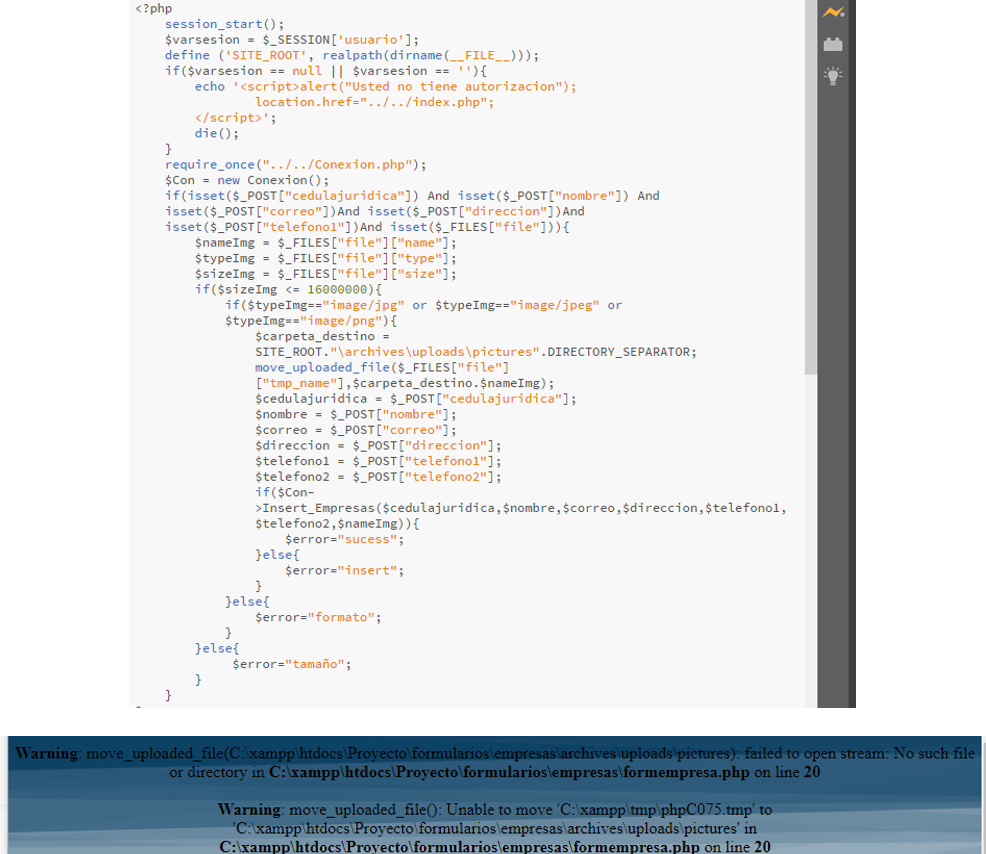 <?php
session_start();
$varsesion = $_SESSION['usuario'];
define ('SITE_ROOT', realpath(dirname(__FILE__)));
if($varsesion == null || $varsesion == ''){
echo '<script>alert("Usted no tiene autorizacion");
location.href="../../index.php";
</script>';
die();
}
require_once("../../Conexion.php");
$Con = new Conexion();
if(isset($_POST["cedulajuridica"]) And isset($_POST["nombre"]) And
isset($_POST["correo"])And isset($_POST["direccion"])And
isset($_POST["telefono1"])And isset($_FILES["file"])){
$nameImg = $_FILES["file"]["name"];
$typeImg = $_FILES["file"]["type"];
$sizeImg = $_FILES["file"]["size"];
if($sizeImg <= 16000000){
if($typeImg=="image/jpg" or $typeImg=="image/jpeg" or
$typeImg=="image/png"){
$carpeta_destino =
SITE_ROOT."\archives\uploads\pictures".DIRECTORY_SEPARATOR;
move_uploaded_file($_FILES["file"]
["tmp_name"],$carpeta_destino.$nameImg);
$cedulajuridica = $_POST["cedulajuridica"];
$nombre = $_POST["nombre"];
$correo = $_POST["correo"];
$direccion = $_POST["direccion"];
$telefono1 = $_POST["telefono1"];
$telefono2 = $_POST["telefono2"];
if($Con-
>Insert_Empresas($cedulajuridica,$nombre,$correo,$direccion,$telefono1,
$telefono2,$nameImg)){
$error="sucess";
}else{
$error="insert";
}
}else{
$error="formato";
}
}else{
$error="tamaño";
}
}
Warning: move_uploaded_file(C:\xampp\htdocs\Proyecto\formularios\empresas\archives\uploads\pictures): failed to open stream: No such file
or directory in C:\xampp\htdocs\Proyecto\formularios\empresas\formempresa.php on line 20
Warning: move_uploaded_file(): Unable to move 'C:\xampp\tmp\phpC075.tmp' to
'C:\xampp\htdocs\Proyecto\formularios\empresas\archives\uploads\pictures' in
C:\xampp\htdocs\Proyecto\formularios\empresas\formempresa.php on line 20